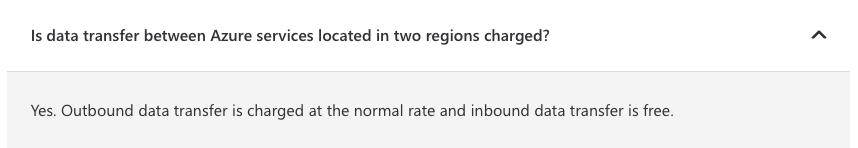 Is data transfer between Azure services located in two regions charged?
Yes. Outbound data transfer is charged at the normal rate and inbound data transfer is free.